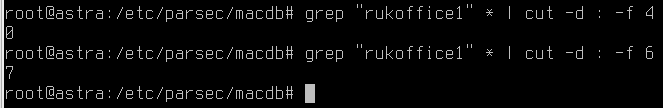 root@astra:/etc/parsec/macdb# grep "rukoffice1" * | cut -d : -f 4
0
root@astra:/etc/parsec/macdb# grep "rukoffice1" * | cut -d : -f 6
7
root@astra:/etc/parsec/macdb#